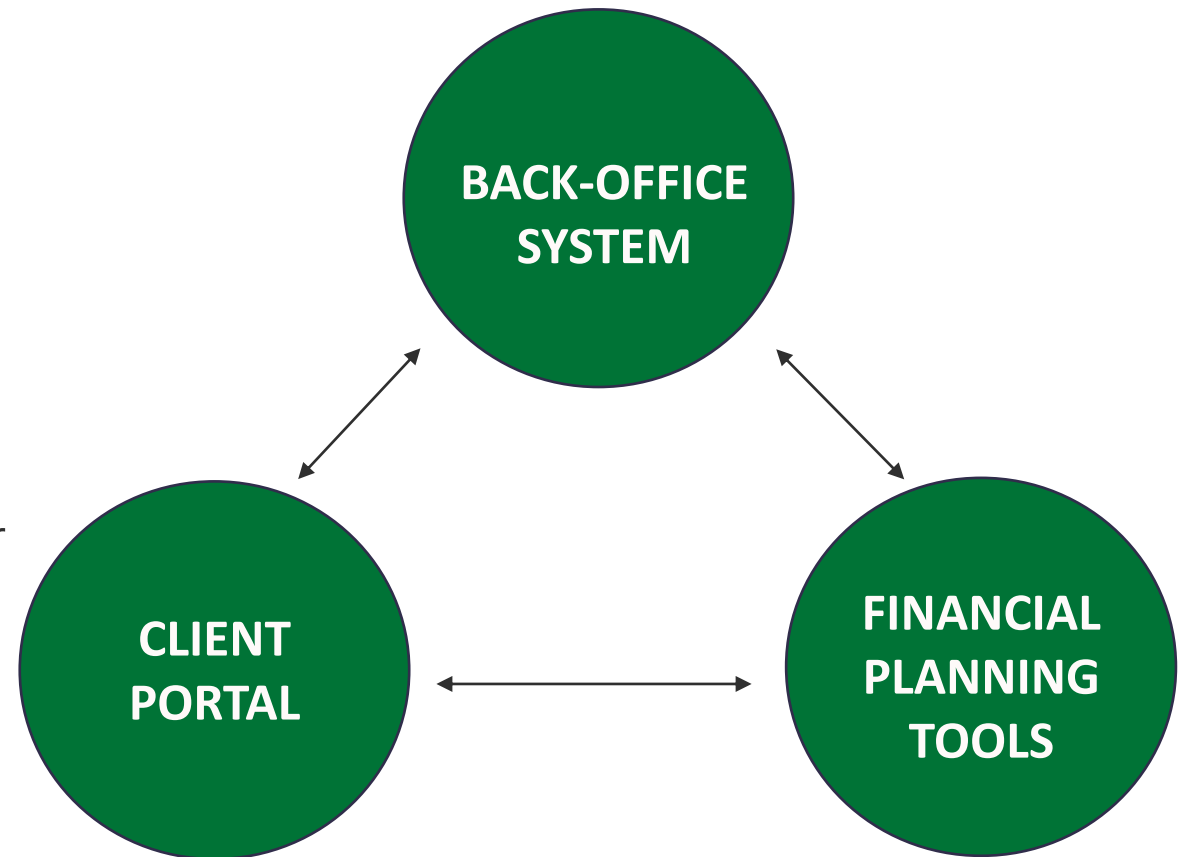 BACK-OFFICE
SYSTEM
CLIENT
PORTAL
FINANCIAL
PLANNING
TOOLS